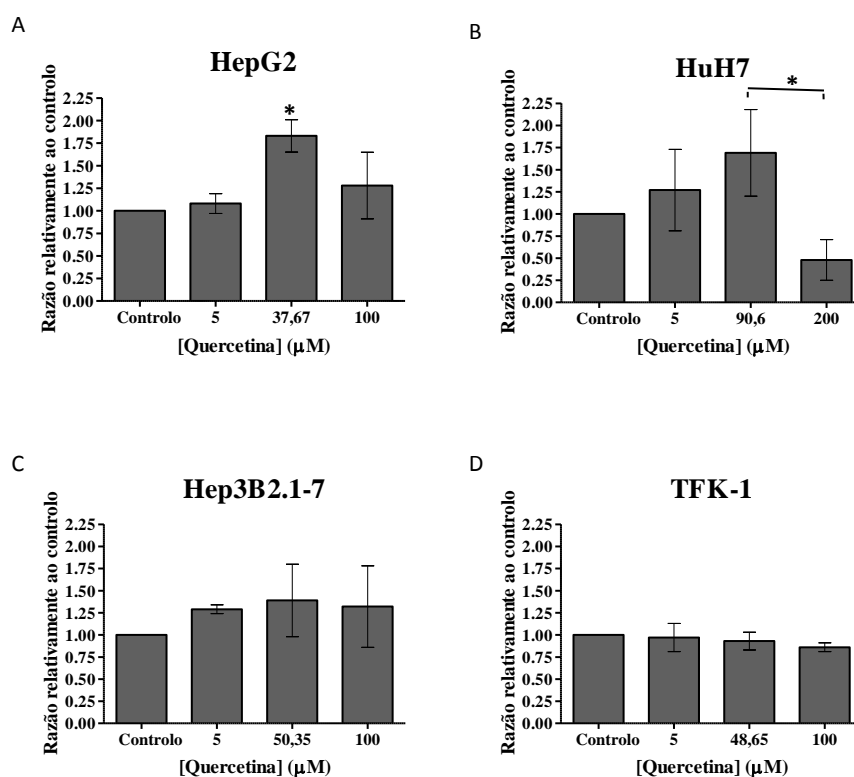 A
HepG2
Razão relativamente ao controlo
2.25
2.00
1.75
1.50
1.25
1.00
0.75
0.50
0.25
0.00
*
Controlo 5 37,67 100
[Quercetina] (µM)
B
HuH7
Razão relativamente ao controlo
2.25
2.00
1.75
1.50
1.25
1.00
0.75
0.50
0.25
0.00
*
Controlo 5 90,6 200
[Quercetina] (µM)
C
Hep3B2.1-7
Razão relativamente ao controlo
2.25
2.00
1.75
1.50
1.25
1.00
0.75
0.50
0.25
0.00
Controlo 5 50,35 100
[Quercetina] (µM)
D
TFK-1
Razão relativamente ao controlo
2.25
2.00
1.75
1.50
1.25
1.00
0.75
0.50
0.25
0.00
Controlo 5 48,65 100
[Quercetina] (µM)